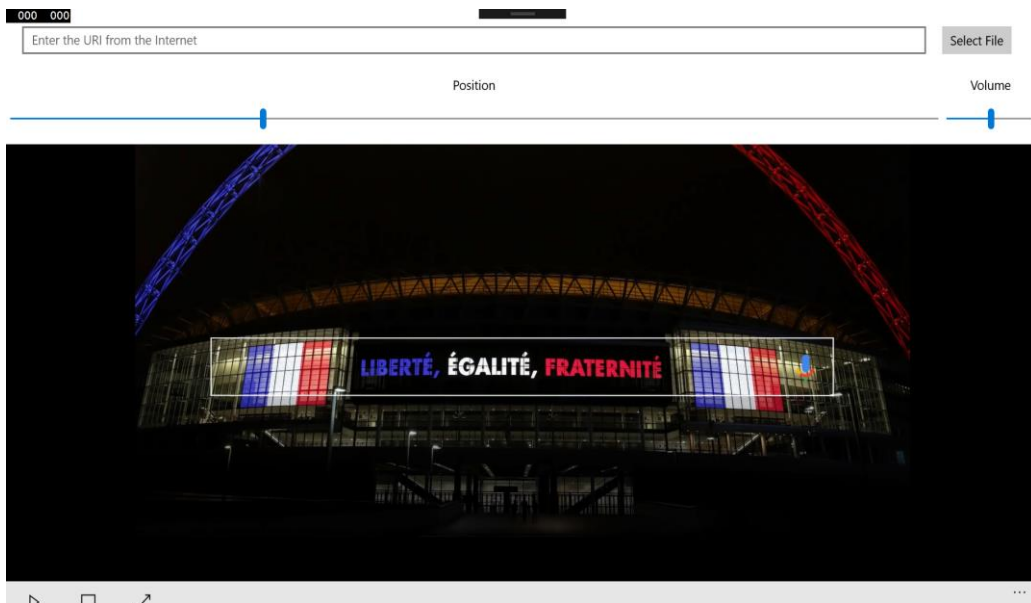 000 000
Enter the URI from the Internet
Select File
Position
Volume
LIBERTÉ, ÉGALITÉ, FRATERNITÉ